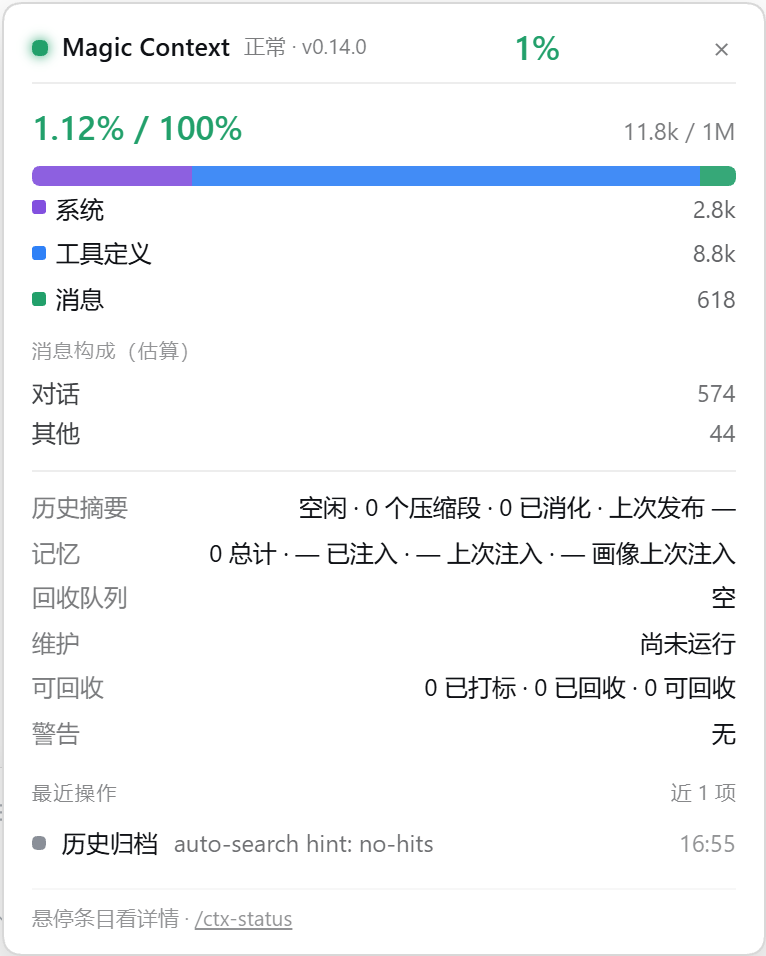 Magic Context 正常 · v0.14.0 1% ×
1.12% / 100% 11.8k / 1M
系统 2.8k
工具定义 8.8k
消息 618
消息构成（估算）
对话 574
其他 44
历史摘要 空闲 · 0 个压缩段 · 0 已消化 · 上次发布 —
记忆 0 总计 · — 已注入 · — 上次注入 · — 画像上次注入
回收队列 空
维护 尚未运行
可回收 0 已打标 · 0 已回收 · 0 可回收
警告 无
最近操作 近 1 项
历史归档 auto-search hint: no-hits 16:55
悬停条目看详情 · /ctx-status